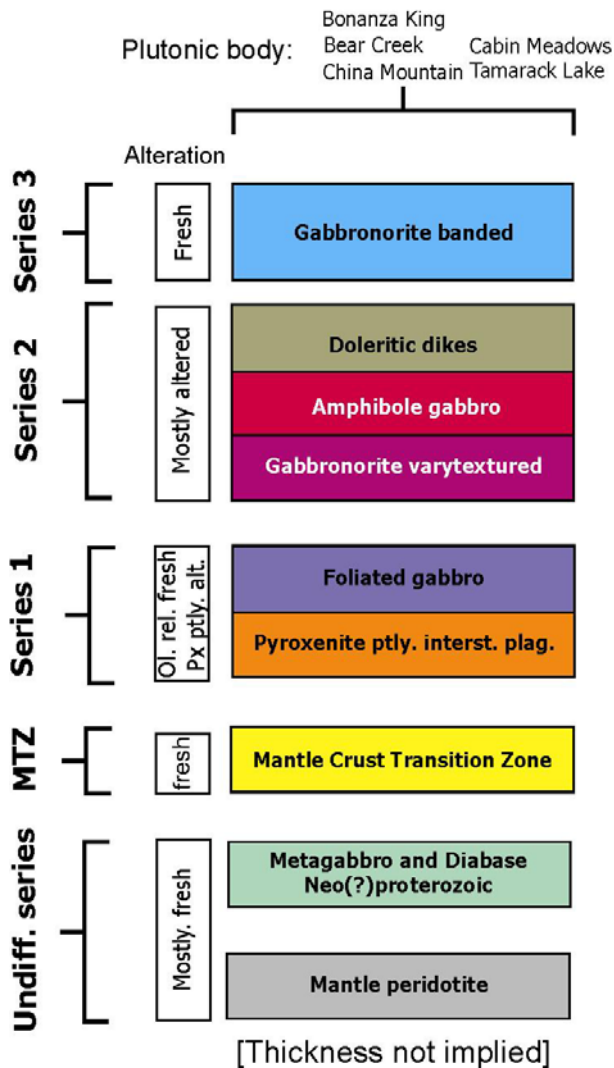 Plutonic body:
Bonanza King
Bear Creek
China Mountain
Cabin Meadows
Tamarack Lake
Alteration
Series 3
Fresh
Gabbronorite banded
Series 2
Mostly altered
Doleritic dikes
Amphibole gabbro
Gabbronorite varytextured
Series 1
Ol. rel. fresh
Px ptly. alt.
Foliated gabbro
Pyroxenite ptly. interst. plag.
MTZ
fresh
Mantle Crust Transition Zone
Undiff. series
Mostly. fresh
Metagabbro and Diabase
Neo(?)proterozoic
Mantle peridotite
[Thickness not implied]